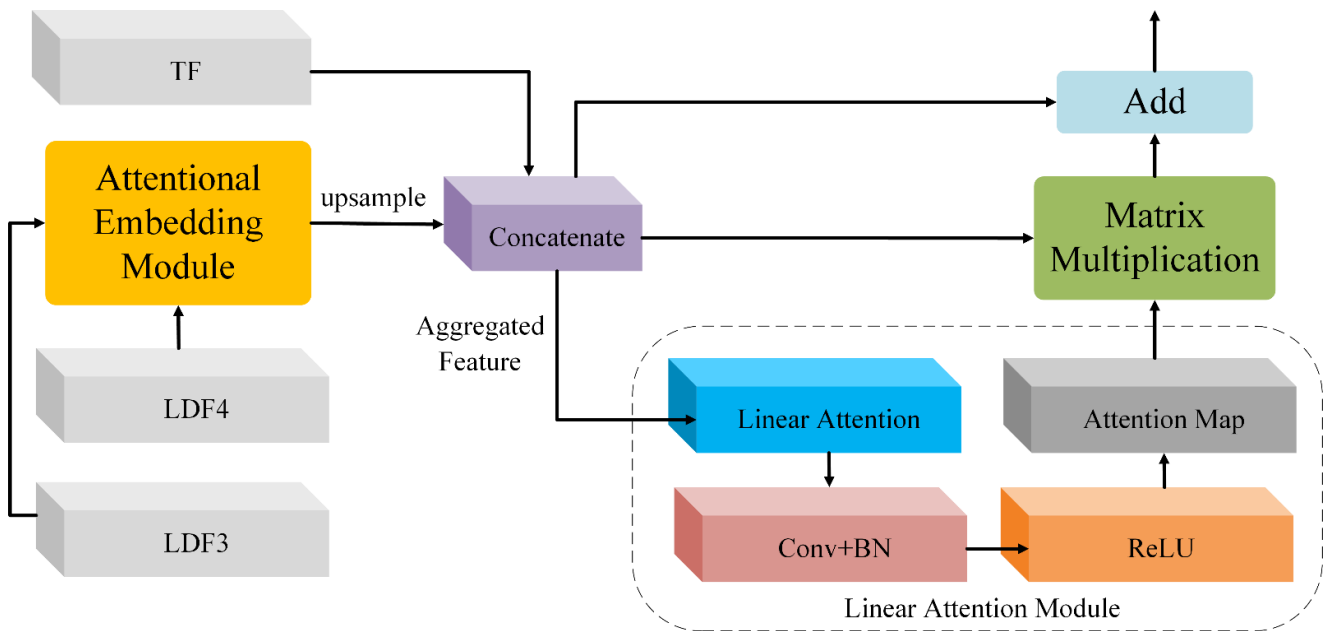 TF
Attentional
Embedding
Module
upsample
Concatenate
Add
Matrix
Multiplication
Aggregated
Feature
LDF4
LDF3
Linear Attention
Attention Map
Conv+BN
ReLU
Linear Attention Module